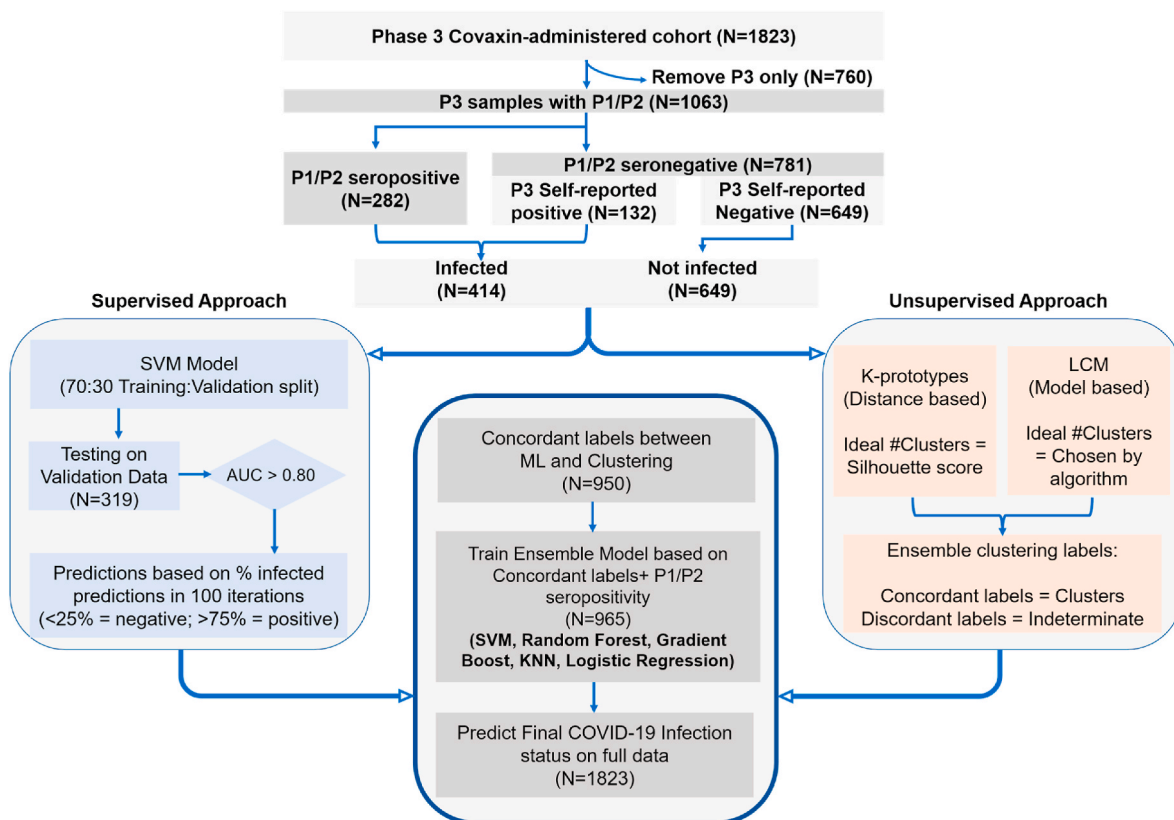 Phase 3 Covaxin-administered cohort (N=1823)
Remove P3 only (N=760)
P3 samples with P1/P2 (N=1063)
P1/P2 seropositive
(N=282)
P1/P2 seronegative (N=781)
P3 Self-reported
positive (N=132)
P3 Self-reported
Negative (N=649)
Infected
(N=414)
Not infected
(N=649)
Supervised Approach
SVM Model
(70:30 Training:Validation split)
Testing on
Validation Data
(N=319)
AUC > 0.80
Predictions based on % infected
predictions in 100 iterations
(<25% = negative; >75% = positive)
Concordant labels between
ML and Clustering
(N=950)
Train Ensemble Model based on
Concordant labels+ P1/P2
seropositivity
(N=965)
(SVM, Random Forest, Gradient
Boost, KNN, Logistic Regression)
Predict Final COVID-19 Infection
status on full data
(N=1823)
Unsupervised Approach
K-prototypes
(Distance based)
Ideal #Clusters =
Silhouette score
LCM
(Model based)
Ideal #Clusters
= Chosen by
algorithm
Ensemble clustering labels:
Concordant labels = Clusters
Discordant labels = Indeterminate